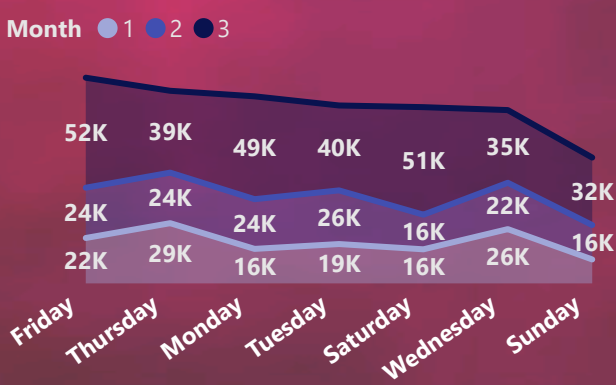 Month 1 2 3
52K 39K 49K 40K 51K 35K 32K
24K 24K 24K 26K 16K 22K 16K
22K 29K 16K 19K 16K 26K
Friday Thursday Monday Tuesday Saturday Wednesday Sunday